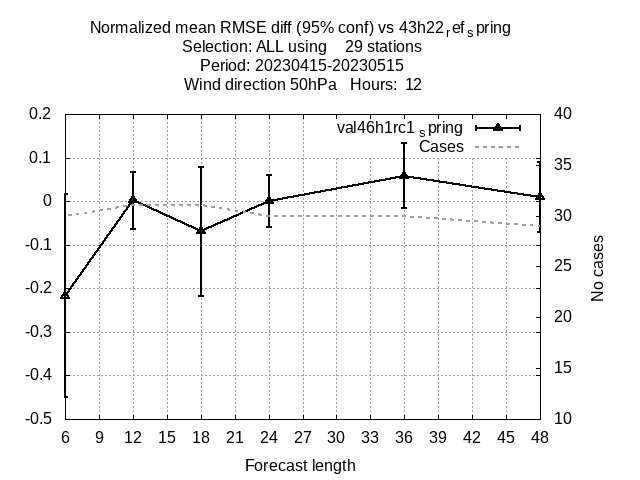 Normalized mean RMSE diff (95% conf) vs 43h22refspring
Selection: ALL using    29 stations
Period: 20230415-20230515
Wind direction 50hPa   Hours: 12
val46h1rc1spring
Cases
0.2
0.1
0
-0.1
-0.2
-0.3
-0.4
-0.5
40
35
30
25
20
15
10
No cases
6 9 12 15 18 21 24 27 30 33 36 39 42 45 48
Forecast length